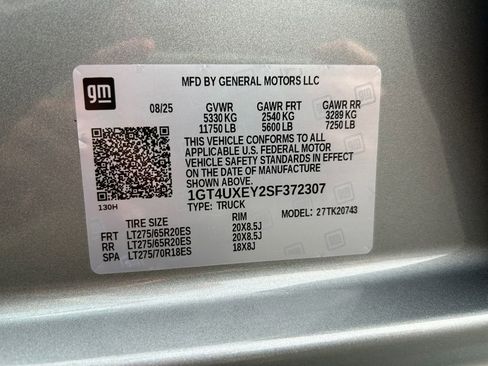 gm
MFD BY GENERAL MOTORS LLC
08/25 GVWR GAWR FRT GAWR RR
5330 KG 2540 KG 3289 KG
11750 LB 5600 LB 7250 LB
THIS VEHICLE CONFORMS TO ALL
APPLICABLE U.S. FEDERAL MOTOR
VEHICLE SAFETY STANDARDS IN EFFECT
ON THE DATE OF MANUFACTURE
SHOWN ABOVE.
1GT4UXEY2SF372307
130H
TYPE: TRUCK MODEL: 27TK20743
TIRE SIZE RIM
FRT LT275/65R20ES 20X8.5J
RR LT275/65R20ES 20X8.5J
SPA LT275/70R18ES 18X8J